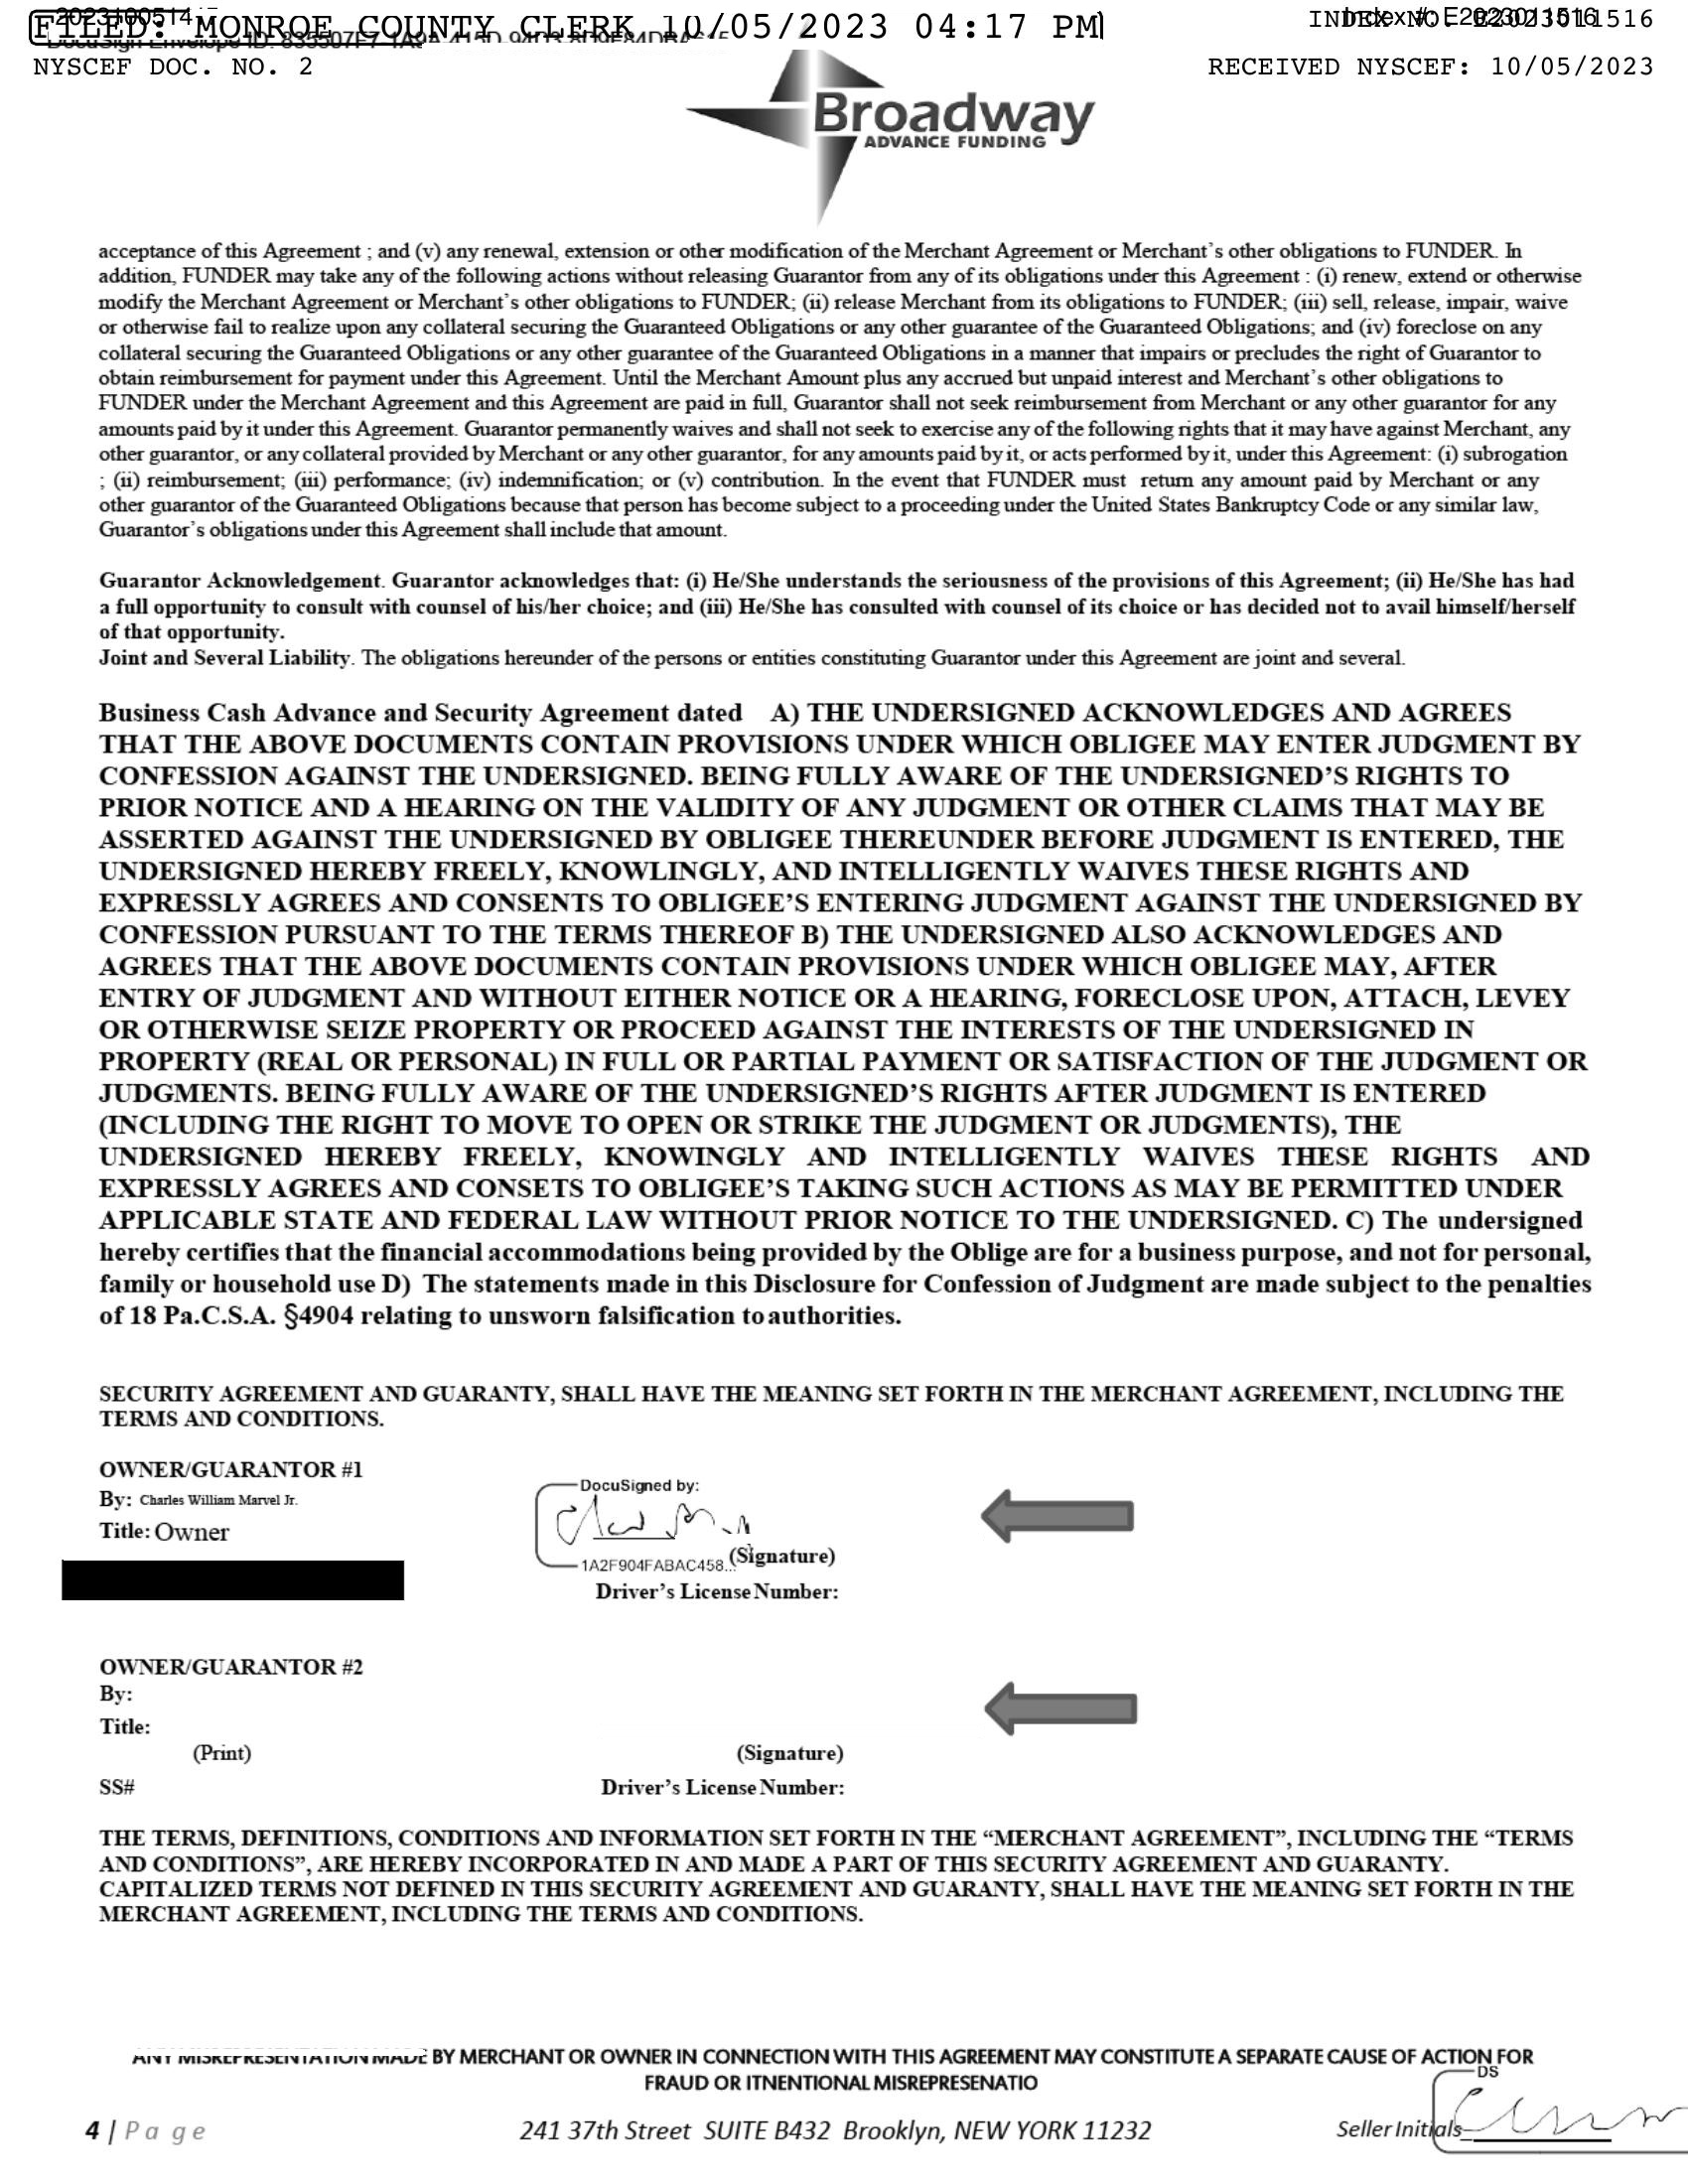 202310051415
Index #: E2023011516
FILED: MONROE COUNTY CLERK 10/05/2023 04:17 PM
INDEX NO. E2023011516
DocuSign Envelope ID:
NYSCEF DOC. NO. 2
RECEIVED NYSCEF: 10/05/2023
Broadway
ADVANCE FUNDING
acceptance of this Agreement ; and (v) any renewal, extension or other modification of the Merchant Agreement or Merchant's other obligations to FUNDER. In
addition, FUNDER may take any of the following actions without releasing Guarantor from any of its obligations under this Agreement : (i) renew, extend or otherwise
modify the Merchant Agreement or Merchant's other obligations to FUNDER; (ii) release Merchant from its obligations to FUNDER; (iii) sell, release, impair, waive
or otherwise fail to realize upon any collateral securing the Guaranteed Obligations or any other guarantee of the Guaranteed Obligations; and (iv) foreclose on any
collateral securing the Guaranteed Obligations or any other guarantee of the Guaranteed Obligations in a manner that impairs or precludes the right of Guarantor to
obtain reimbursement for payment under this Agreement. Until the Merchant Amount plus any accrued but unpaid interest and Merchant's other obligations to
FUNDER under the Merchant Agreement and this Agreement are paid in full, Guarantor shall not seek reimbursement from Merchant or any other guarantor for any
amounts paid by it under this Agreement. Guarantor permanently waives and shall not seek to exercise any of the following rights that it may have against Merchant, any
other guarantor, or any collateral provided by Merchant or any other guarantor, for any amounts paid by it, or acts performed by it, under this Agreement: (i) subrogation
; (ii) reimbursement; (iii) performance; (iv) indemnification; or (v) contribution. In the event that FUNDER must return any amount paid by Merchant or any
other guarantor of the Guaranteed Obligations because that person has become subject to a proceeding under the United States Bankruptcy Code or any similar law,
Guarantor's obligations under this Agreement shall include that amount.
Guarantor Acknowledgement. Guarantor acknowledges that: (i) He/She understands the seriousness of the provisions of this Agreement; (ii) He/She has had
a full opportunity to consult with counsel of his/her choice; and (iii) He/She has consulted with counsel of its choice or has decided not to avail himself/herself
of that opportunity.
Joint and Several Liability. The obligations hereunder of the persons or entities constituting Guarantor under this Agreement are joint and several.
Business Cash Advance and Security Agreement dated A) THE UNDERSIGNED ACKNOWLEDGES AND AGREES
THAT THE ABOVE DOCUMENTS CONTAIN PROVISIONS UNDER WHICH OBLIGEE MAY ENTER JUDGMENT BY
CONFESSION AGAINST THE UNDERSIGNED. BEING FULLY AWARE OF THE UNDERSIGNED'S RIGHTS TO
PRIOR NOTICE AND A HEARING ON THE VALIDITY OF ANY JUDGMENT OR OTHER CLAIMS THAT MAY BE
ASSERTED AGAINST THE UNDERSIGNED BY OBLIGEE THEREUNDER BEFORE JUDGMENT IS ENTERED, THE
UNDERSIGNED HEREBY FREELY, KNOWLINGLY, AND INTELLIGENTLY WAIVES THESE RIGHTS AND
EXPRESSLY AGREES AND CONSENTS TO OBLIGEE'S ENTERING JUDGMENT AGAINST THE UNDERSIGNED BY
CONFESSION PURSUANT TO THE TERMS THEREOF B) THE UNDERSIGNED ALSO ACKNOWLEDGES AND
AGREES THAT THE ABOVE DOCUMENTS CONTAIN PROVISIONS UNDER WHICH OBLIGEE MAY, AFTER
ENTRY OF JUDGMENT AND WITHOUT EITHER NOTICE OR A HEARING, FORECLOSE UPON, ATTACH, LEVEY
OR OTHERWISE SEIZE PROPERTY OR PROCEED AGAINST THE INTERESTS OF THE UNDERSIGNED IN
PROPERTY (REAL OR PERSONAL) IN FULL OR PARTIAL PAYMENT OR SATISFACTION OF THE JUDGMENT OR
JUDGMENTS. BEING FULLY AWARE OF THE UNDERSIGNED'S RIGHTS AFTER JUDGMENT IS ENTERED
(INCLUDING THE RIGHT TO MOVE TO OPEN OR STRIKE THE JUDGMENT OR JUDGMENTS), THE
UNDERSIGNED HEREBY FREELY, KNOWINGLY AND INTELLIGENTLY WAIVES THESE RIGHTS AND
EXPRESSLY AGREES AND CONSETS TO OBLIGEE'S TAKING SUCH ACTIONS AS MAY BE PERMITTED UNDER
APPLICABLE STATE AND FEDERAL LAW WITHOUT PRIOR NOTICE TO THE UNDERSIGNED. C) The undersigned
hereby certifies that the financial accommodations being provided by the Oblige are for a business purpose, and not for personal,
family or household use D) The statements made in this Disclosure for Confession of Judgment are made subject to the penalties
of 18 Pa.C.S.A. §4904 relating to unsworn falsification to authorities.
SECURITY AGREEMENT AND GUARANTY, SHALL HAVE THE MEANING SET FORTH IN THE MERCHANT AGREEMENT, INCLUDING THE
TERMS AND CONDITIONS.
OWNER/GUARANTOR #1
By: Charles William Marvel Jr.
DocuSigned by:
Title: Owner
1A2F904FABAC458... (Signature)
Driver's License Number:
OWNER/GUARANTOR #2
By:
Title:
(Print) (Signature)
SS# Driver's License Number:
THE TERMS, DEFINITIONS, CONDITIONS AND INFORMATION SET FORTH IN THE "MERCHANT AGREEMENT", INCLUDING THE "TERMS
AND CONDITIONS", ARE HEREBY INCORPORATED IN AND MADE A PART OF THIS SECURITY AGREEMENT AND GUARANTY.
CAPITALIZED TERMS NOT DEFINED IN THIS SECURITY AGREEMENT AND GUARANTY, SHALL HAVE THE MEANING SET FORTH IN THE
MERCHANT AGREEMENT, INCLUDING THE TERMS AND CONDITIONS.
ANY MISREPRESENTATION MADE BY MERCHANT OR OWNER IN CONNECTION WITH THIS AGREEMENT MAY CONSTITUTE A SEPARATE CAUSE OF ACTION FOR
FRAUD OR ITNENTIONAL MISREPRESENATIO
DS
4 | Page 241 37th Street SUITE B432 Brooklyn, NEW YORK 11232 Seller Initials